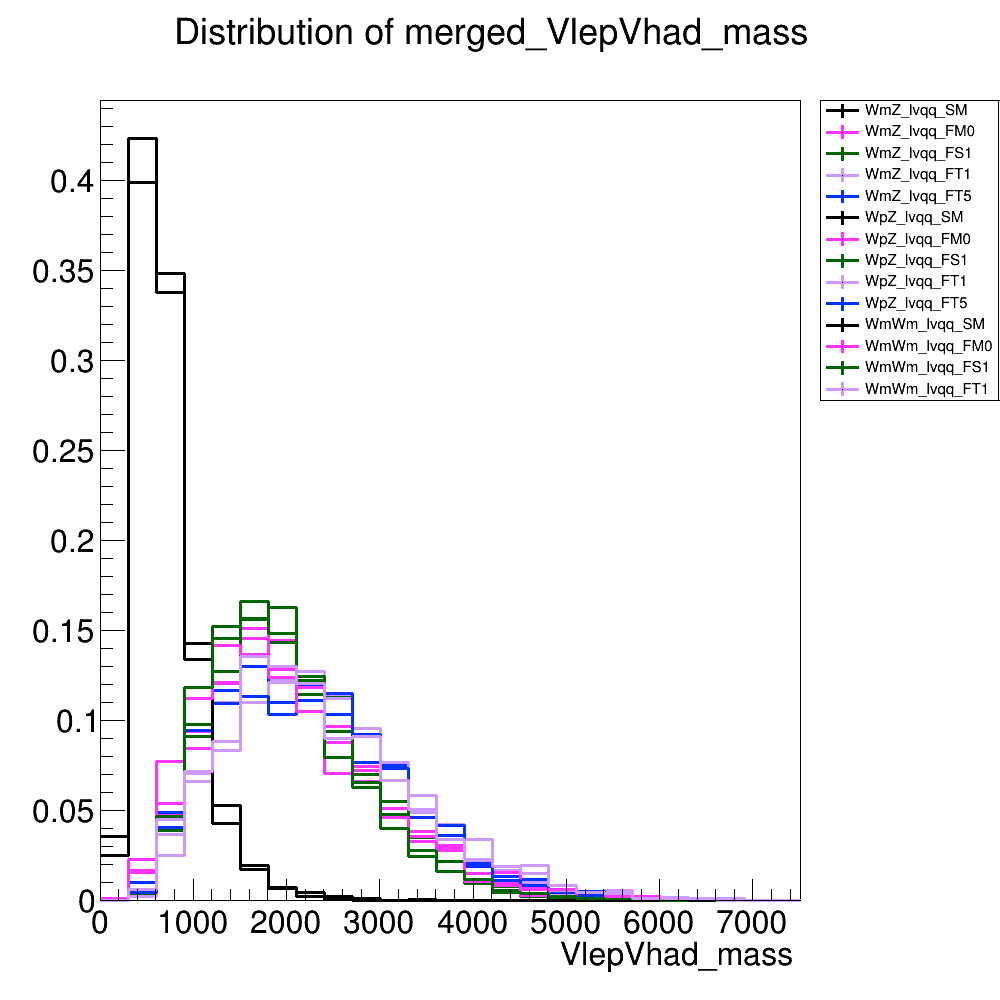 Distribution of merged_VlepVhad_mass
WmZ_lvqq_SM
WmZ_lvqq_FM0
WmZ_lvqq_FS1
WmZ_lvqq_FT1
WmZ_lvqq_FT5
WpZ_lvqq_SM
WpZ_lvqq_FM0
WpZ_lvqq_FS1
WpZ_lvqq_FT1
WpZ_lvqq_FT5
WmWm_lvqq_SM
WmWm_lvqq_FM0
WmWm_lvqq_FS1
WmWm_lvqq_FT1
0.4
0.35
0.3
0.25
0.2
0.15
0.1
0.05
0
0 1000 2000 3000 4000 5000 6000 7000
VlepVhad_mass